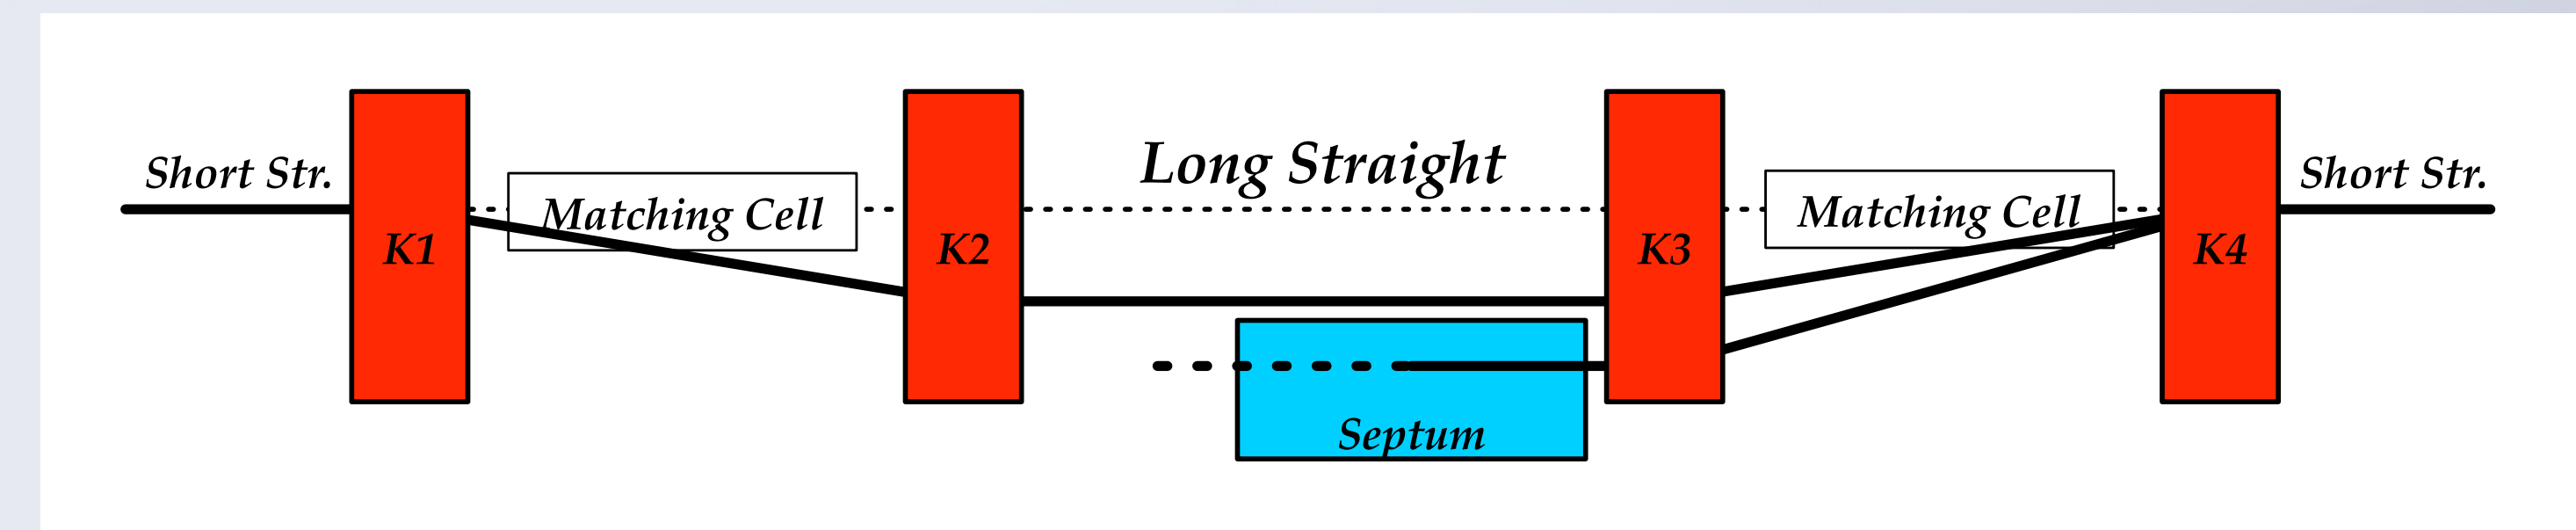 Long Straight
Short Str.
Short Str.
Matching Cell
Matching Cell
K1
K2
K3
K4
Septum